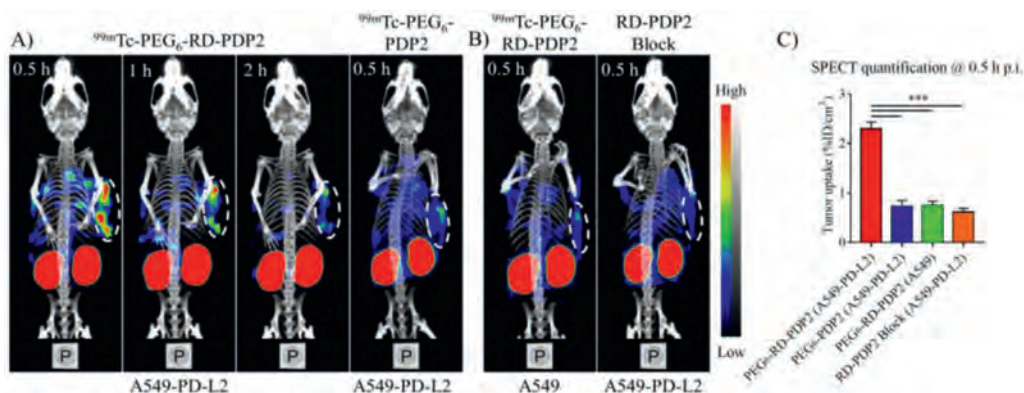 A)
⁹⁹ᵐTc-PEG₆-RD-PDP2
⁹⁹ᵐTc-PEG₆-
PDP2
0.5 h
1 h
2 h
0.5 h
P
P
P
P
A549-PD-L2
B)
⁹⁹ᵐTc-PEG₆-
RD-PDP2
RD-PDP2
Block
0.5 h
0.5 h
P
P
A549
A549-PD-L2
High
Low
C)
SPECT quantification @ 0.5 h p.i.
Tumor uptake (%ID/cm³)
3
2
1
0
***
PEG₆-RD-PDP2 (A549-PD-L2)
PEG₆-PDP2 (A549-PD-L2)
PEG₆-RD-PDP2 (A549)
RD-PDP2 Block (A549-PD-L2)